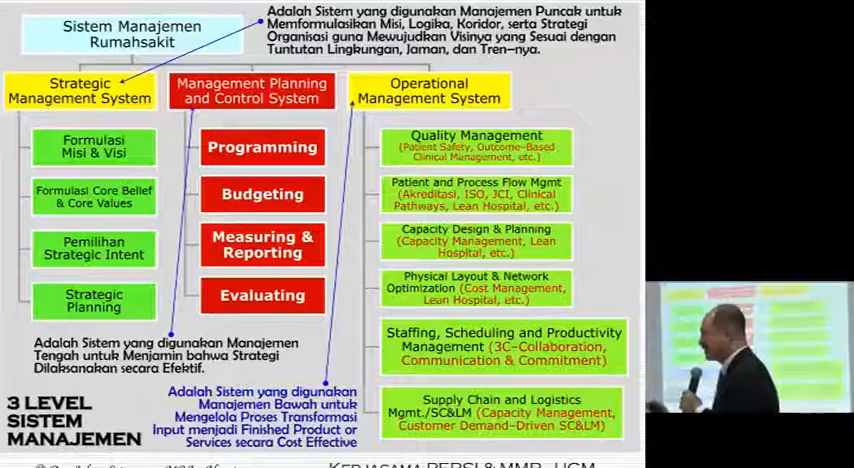 Adalah Sistem yang digunakan Manajemen Puncak untuk
Memformulasikan Misi, Logika, Koridor, serta Strategi
Organisasi guna Mewujudkan Visinya yang Sesuai dengan
Tuntutan Lingkungan, Jaman, dan Tren-nya.
Sistem Manajemen
Rumahsakit
Strategic
Management System
Management Planning
and Control System
Operational
Management System
Formulasi
Misi & Visi
Formulasi Core Belief
& Core Values
Pemilihan
Strategic Intent
Strategic
Planning
Programming
Budgeting
Measuring &
Reporting
Evaluating
Quality Management
(Patient Safety, Outcome-Based
Clinical Management, etc.)
Patient and Process Flow Mgmt
(Akreditasi, ISO, JCI, Clinical
Pathways, Lean Hospital, etc.)
Capacity Design & Planning
(Capacity Management, Lean
Hospital, etc.)
Physical Layout & Network
Optimization (Cost Management,
Lean Hospital, etc.)
Staffing, Scheduling and Productivity
Management (3C-Collaboration,
Communication & Commitment)
Supply Chain and Logistics
Mgmt./SC&LM (Capacity Management,
Customer Demand-Driven SC&LM)
Adalah Sistem yang digunakan Manajemen
Tengah untuk Menjamin bahwa Strategi
Dilaksanakan secara Efektif.
Adalah Sistem yang digunakan
Manajemen Bawah untuk
Mengelola Proses Transformasi
Input menjadi Finished Product or
Services secara Cost Effective
3 LEVEL
SISTEM
MANAJEMEN
KERJASAMA PERSI & MMR-UGM